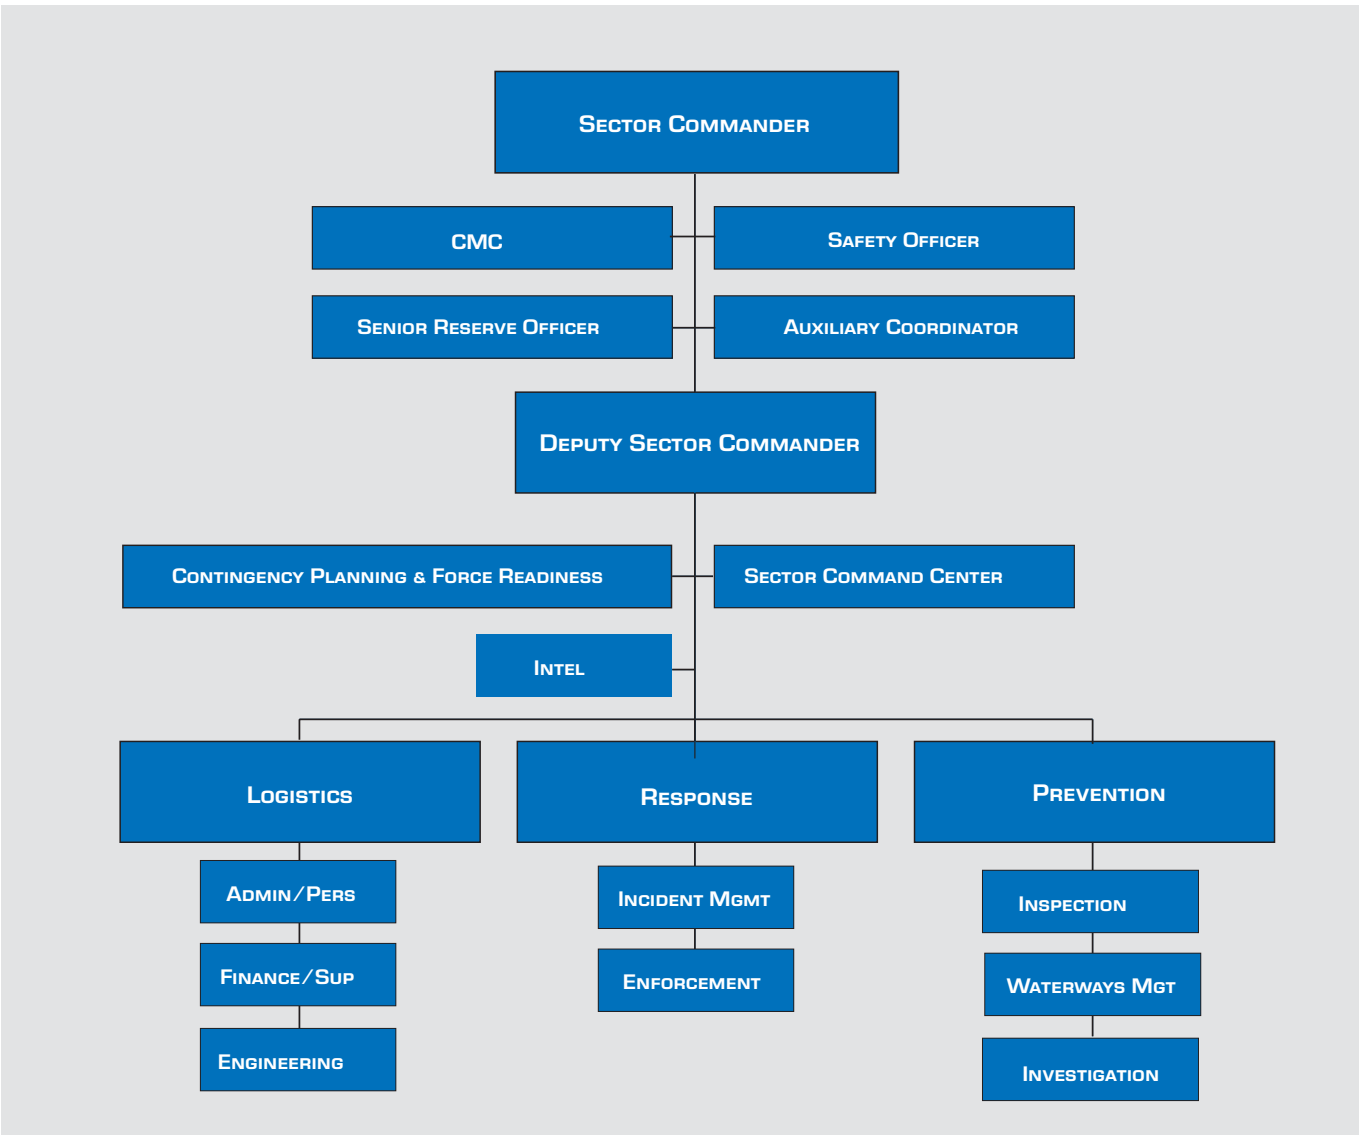 Sector Commander
CMC
Safety Officer
Senior Reserve Officer
Auxiliary Coordinator
Deputy Sector Commander
Contingency Planning & Force Readiness
Sector Command Center
Intel
Logistics
Response
Prevention
Admin/Pers
Incident Mgmt
Inspection
Finance/Sup
Enforcement
Waterways Mgt
Engineering
Investigation